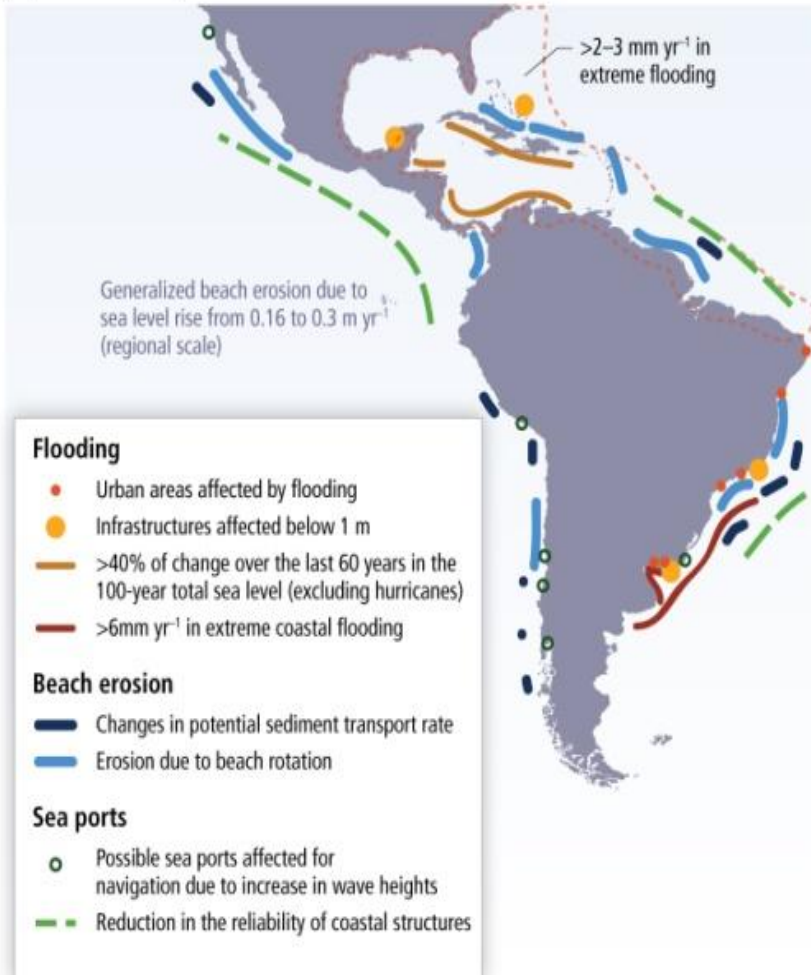 >2–3 mm yr⁻¹ in
extreme flooding
Generalized beach erosion due to
sea level rise from 0.16 to 0.3 m yr⁻¹
(regional scale)
Flooding
Urban areas affected by flooding
Infrastructures affected below 1 m
>40% of change over the last 60 years in the
100-year total sea level (excluding hurricanes)
>6mm yr⁻¹ in extreme coastal flooding
Beach erosion
Changes in potential sediment transport rate
Erosion due to beach rotation
Sea ports
Possible sea ports affected for
navigation due to increase in wave heights
Reduction in the reliability of coastal structures